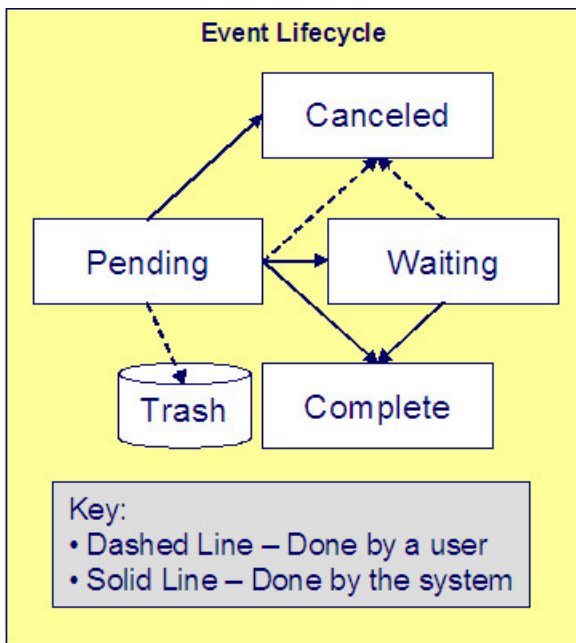 Event Lifecycle
Canceled
Pending
Waiting
Trash
Complete
Key:
• Dashed Line – Done by a user
• Solid Line – Done by the system